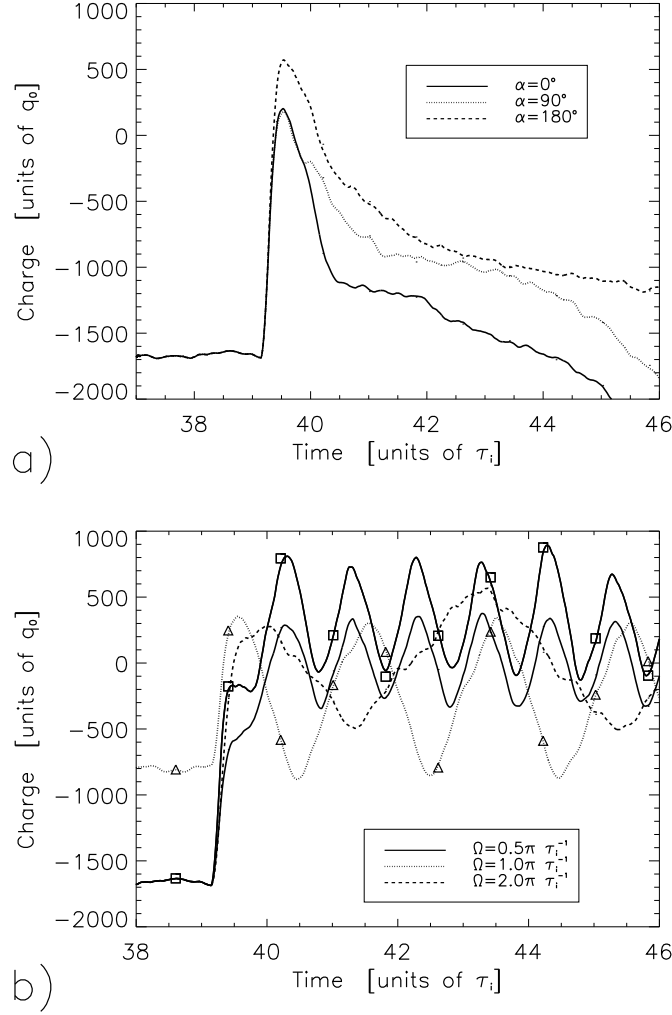 1000
500
0
−500
−1000
−1500
−2000
Charge [units of q₀]
α=0°
α=90°
α=180°
38 40 42 44 46
Time [units of τᵢ]
a)
1000
500
0
−500
−1000
−1500
−2000
Charge [units of q₀]
Ω=0.5π τᵢ⁻¹
Ω=1.0π τᵢ⁻¹
Ω=2.0π τᵢ⁻¹
38 40 42 44 46
Time [units of τᵢ]
b)